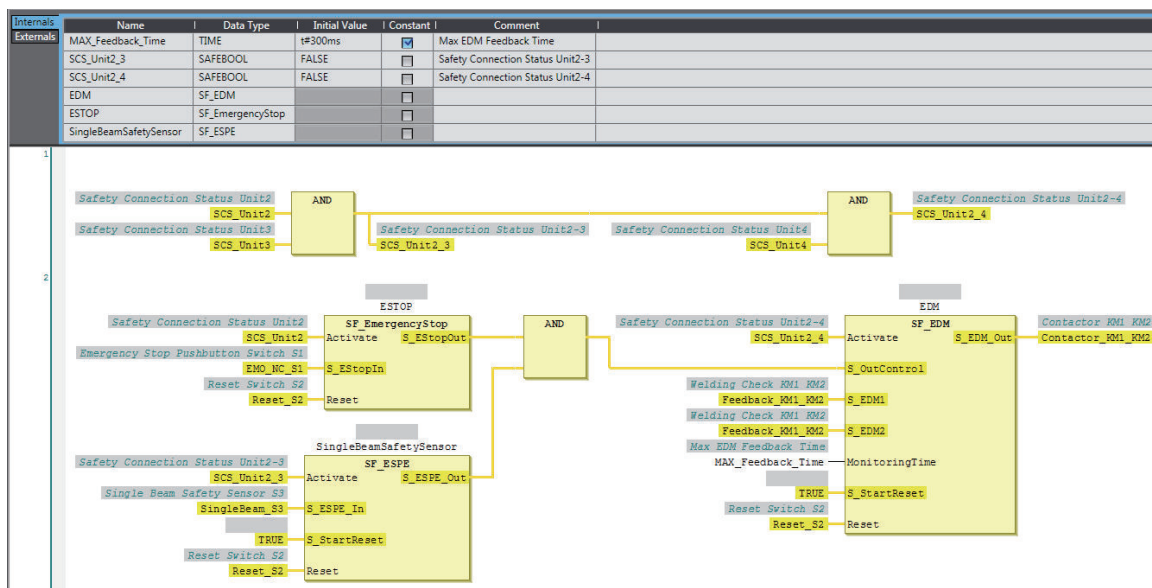 Internals
Externals
Name Data Type Initial Value Constant Comment
MAX_Feedback_Time TIME t#300ms Max EDM Feedback Time
SCS_Unit2_3 SAFEBOOL FALSE Safety Connection Status Unit2-3
SCS_Unit2_4 SAFEBOOL FALSE Safety Connection Status Unit2-4
EDM SF_EDM
ESTOP SF_EmergencyStop
SingleBeamSafetySensor SF_ESPE
1
Safety Connection Status Unit2 AND AND Safety Connection Status Unit2-4
SCS_Unit2 SCS_Unit2_4
Safety Connection Status Unit3 Safety Connection Status Unit2-3 Safety Connection Status Unit4
SCS_Unit3 SCS_Unit2_3 SCS_Unit4
2
ESTOP EDM
Safety Connection Status Unit2 SF_EmergencyStop AND Safety Connection Status Unit2-4 SF_EDM Contactor KM1 KM2
SCS_Unit2 Activate S_EStopOut SCS_Unit2_4 Activate S_EDM_Out Contactor_KM1_KM2
Emergency Stop Pushbutton Switch S1
EMO_NC_S1 S_EStopIn S_OutControl
Reset Switch S2 Welding Check KM1 KM2
Reset_S2 Reset Feedback_KM1_KM2 S_EDM1
Welding Check KM1 KM2
Feedback_KM1_KM2 S_EDM2
SingleBeamSafetySensor Max EDM Feedback Time
Safety Connection Status Unit2-3 SF_ESPE MAX_Feedback_Time MonitoringTime
SCS_Unit2_3 Activate S_ESPE_Out
Single Beam Safety Sensor S3 TRUE S_StartReset
SingleBeam_S3 S_ESPE_In Reset Switch S2
Reset_S2 Reset
TRUE S_StartReset
Reset Switch S2
Reset_S2 Reset